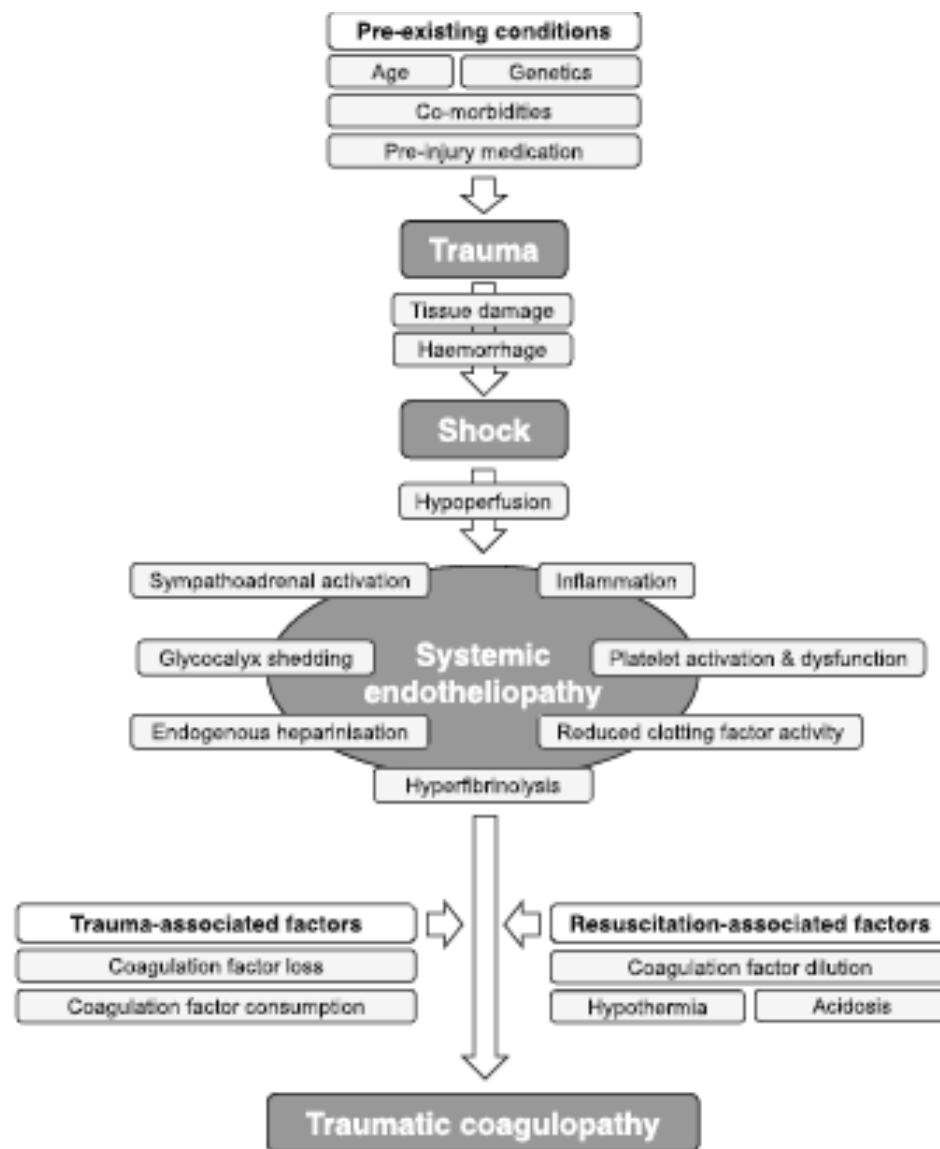 Pre-existing conditions
Age
Genetics
Co-morbidities
Pre-injury medication
Trauma
Tissue damage
Haemorrhage
Shock
Hypoperfusion
Sympathoadrenal activation
Inflammation
Glycocalyx shedding
Systemic
endotheliopathy
Platelet activation & dysfunction
Endogenous heparinisation
Reduced clotting factor activity
Hyperfibrinolysis
Trauma-associated factors
Coagulation factor loss
Coagulation factor consumption
Resuscitation-associated factors
Coagulation factor dilution
Hypothermia
Acidosis
Traumatic coagulopathy